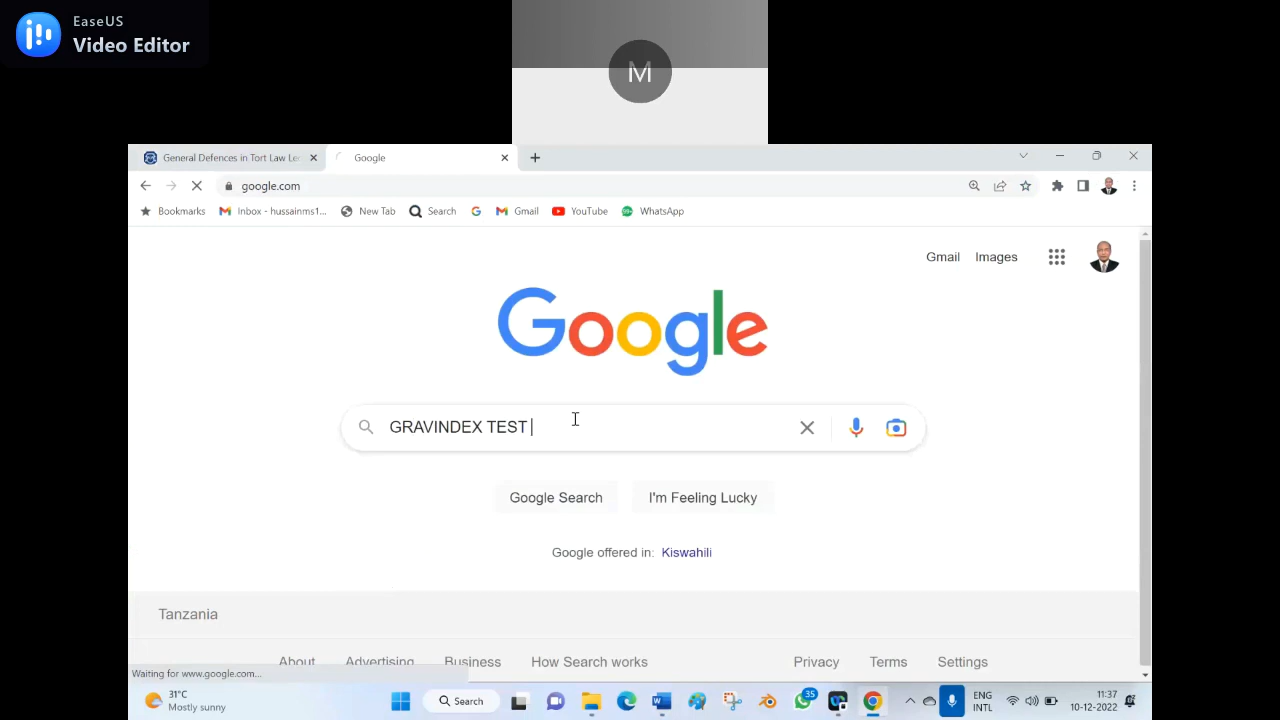 EaseUS
Video Editor
M
General Defences in Tort Law Le
Google
google.com
Bookmarks
Inbox - hussainms1...
New Tab
Search
Gmail
YouTube
WhatsApp
Gmail
Images
Google
GRAVINDEX TEST
Google Search
I'm Feeling Lucky
Google offered in: Kiswahili
Tanzania
About
Advertising
Business
How Search works
Privacy
Terms
Settings
Waiting for www.google.com...
31°C
Mostly sunny
Search
35
ENG
INTL
11:37
10-12-2022